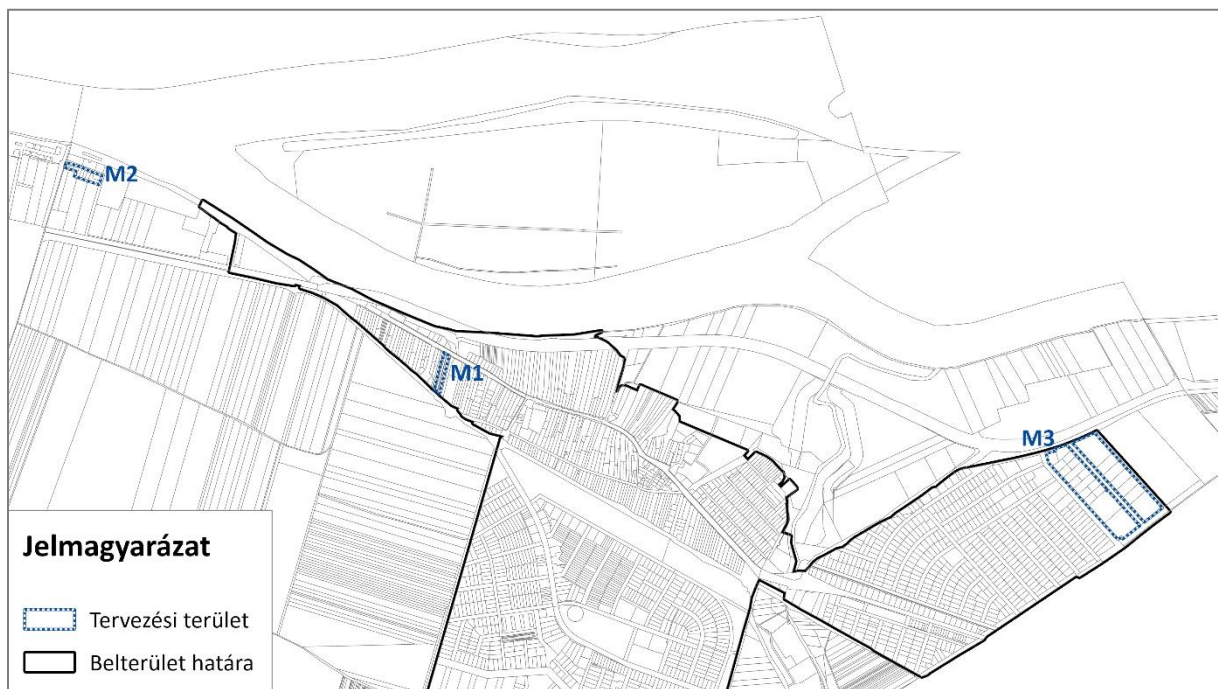 M2
M1
M3
Jelmagyarázat
Tervezési terület
Belterület határa